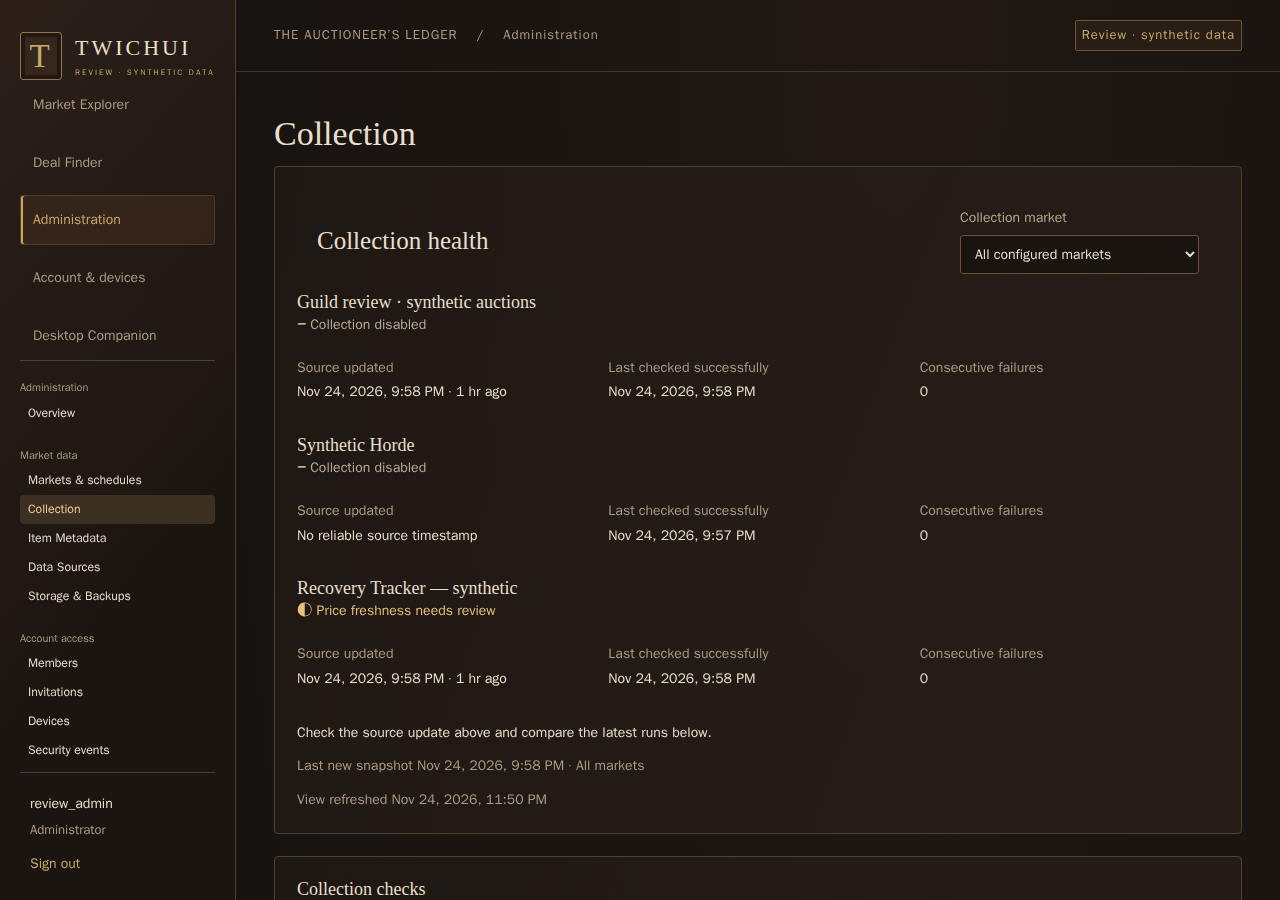 T
TWICHUI
REVIEW · SYNTHETIC DATA
Market Explorer
Deal Finder
Administration
Account & devices
Desktop Companion
Administration
Overview
Market data
Markets & schedules
Collection
Item Metadata
Data Sources
Storage & Backups
Account access
Members
Invitations
Devices
Security events
review_admin
Administrator
Sign out
THE AUCTIONEER'S LEDGER / Administration
Review · synthetic data
Collection
Collection health
Collection market
All configured markets
Guild review · synthetic auctions
– Collection disabled
Source updated Last checked successfully Consecutive failures
Nov 24, 2026, 9:58 PM · 1 hr ago Nov 24, 2026, 9:58 PM 0
Synthetic Horde
– Collection disabled
Source updated Last checked successfully Consecutive failures
No reliable source timestamp Nov 24, 2026, 9:57 PM 0
Recovery Tracker — synthetic
◐ Price freshness needs review
Source updated Last checked successfully Consecutive failures
Nov 24, 2026, 9:58 PM · 1 hr ago Nov 24, 2026, 9:58 PM 0
Check the source update above and compare the latest runs below.
Last new snapshot Nov 24, 2026, 9:58 PM · All markets
View refreshed Nov 24, 2026, 11:50 PM
Collection checks